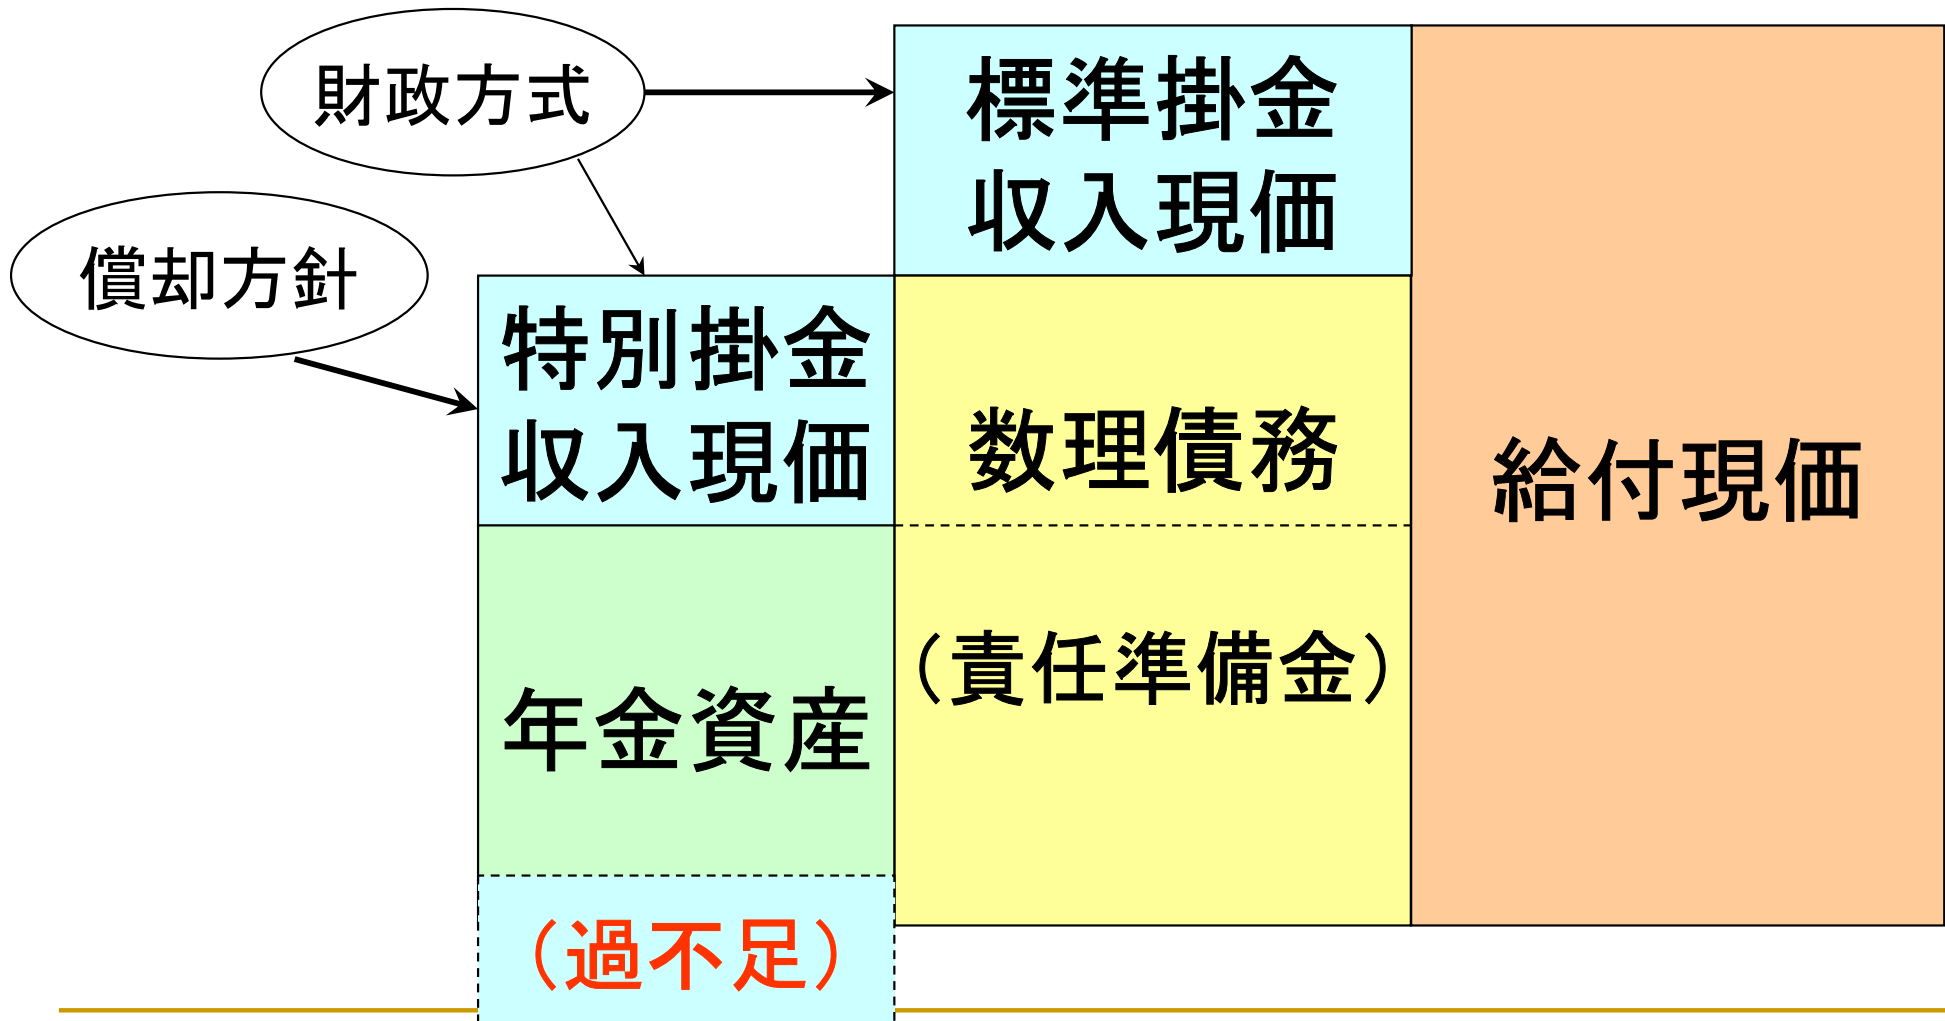 財政方式
標準掛金
収入現価
償却方針
特別掛金
収入現価
数理債務
給付現価
（責任準備金）
年金資産
（過不足）